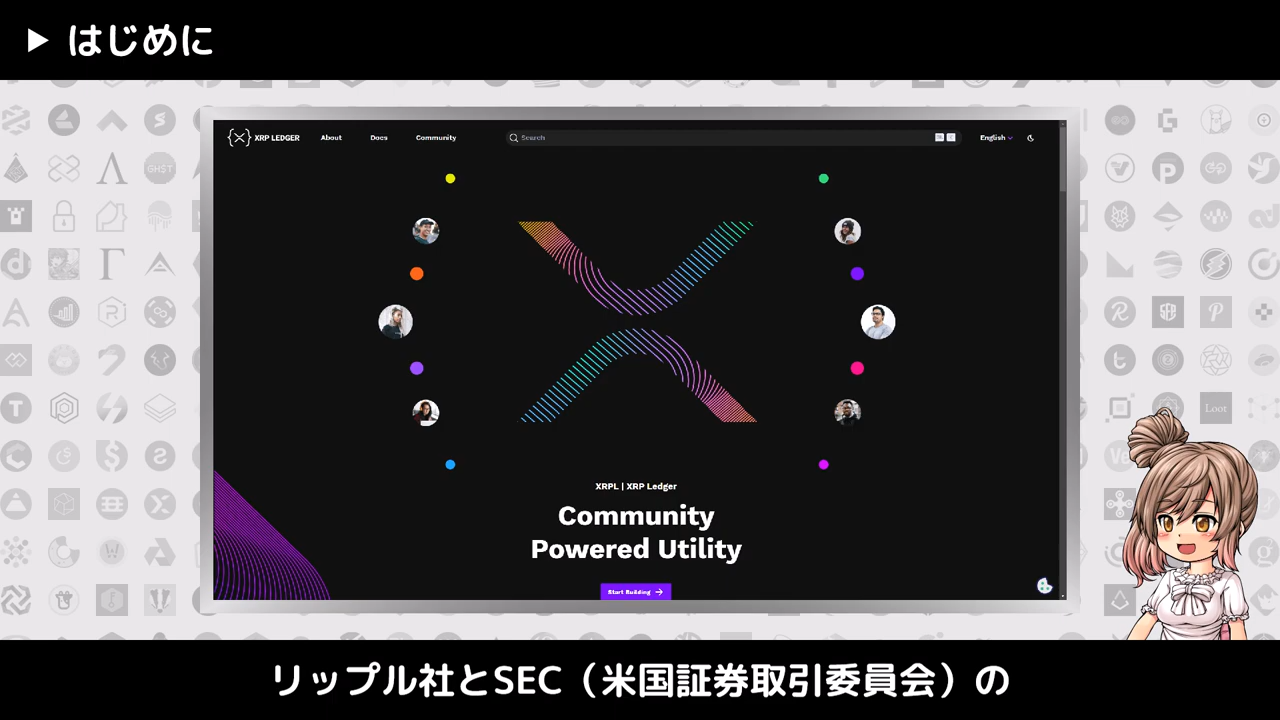 ▶ はじめに
XRP LEDGER About Docs Community Search English
XRPL | XRP Ledger
Community
Powered Utility
Start Building →
GHST
Loot
リップル社とSEC（米国証券取引委員会）の